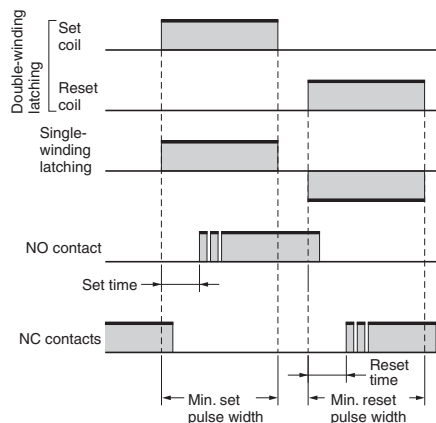 Double-winding
latching
Set
coil
Reset
coil
Single-
winding
latching
NO contact
Set time
NC contacts
Reset
time
Min. set
pulse width
Min. reset
pulse width